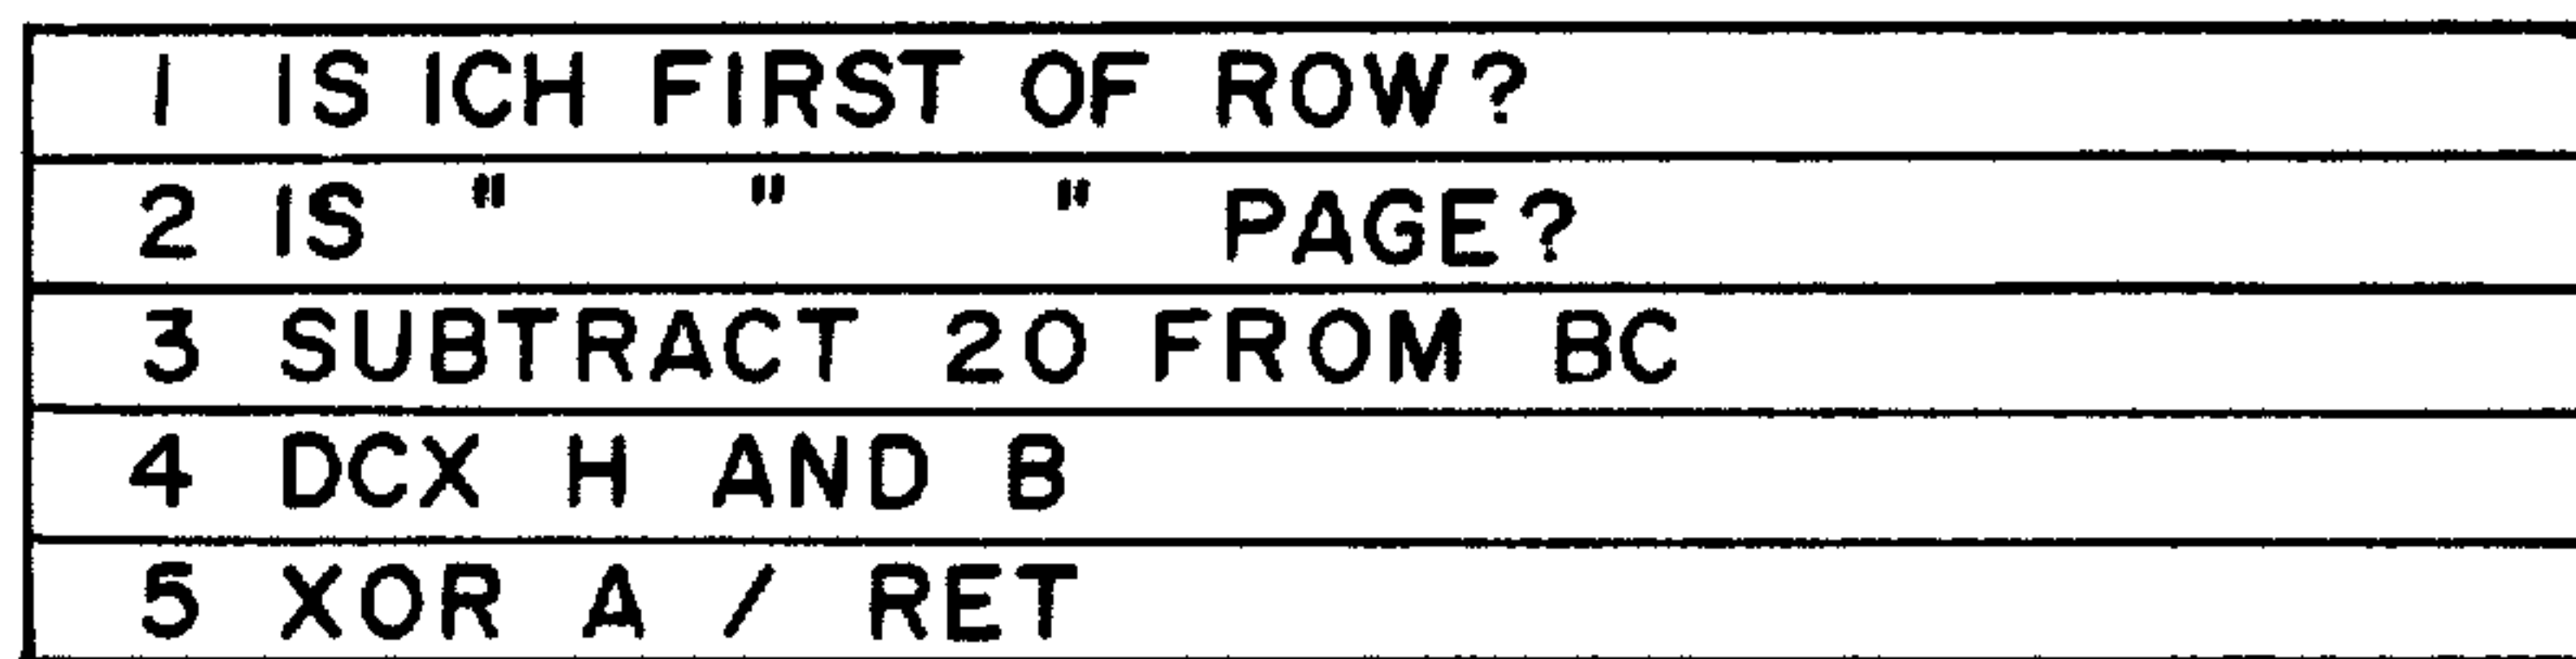 1 IS ICH FIRST OF ROW?
2 IS " " " PAGE?
3 SUBTRACT 20 FROM BC
4 DCX H AND B
5 XOR A / RET